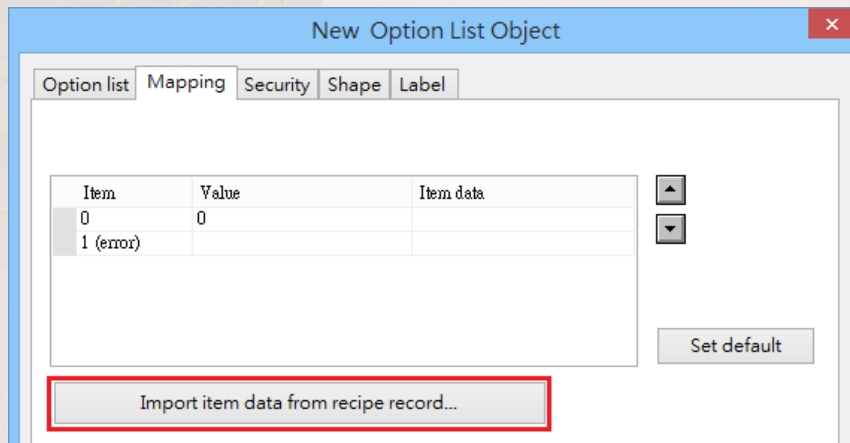 New Option List Object
Option list Mapping Security Shape Label
Item Value Item data
0 0
1 (error)
Set default
Import item data from recipe record...